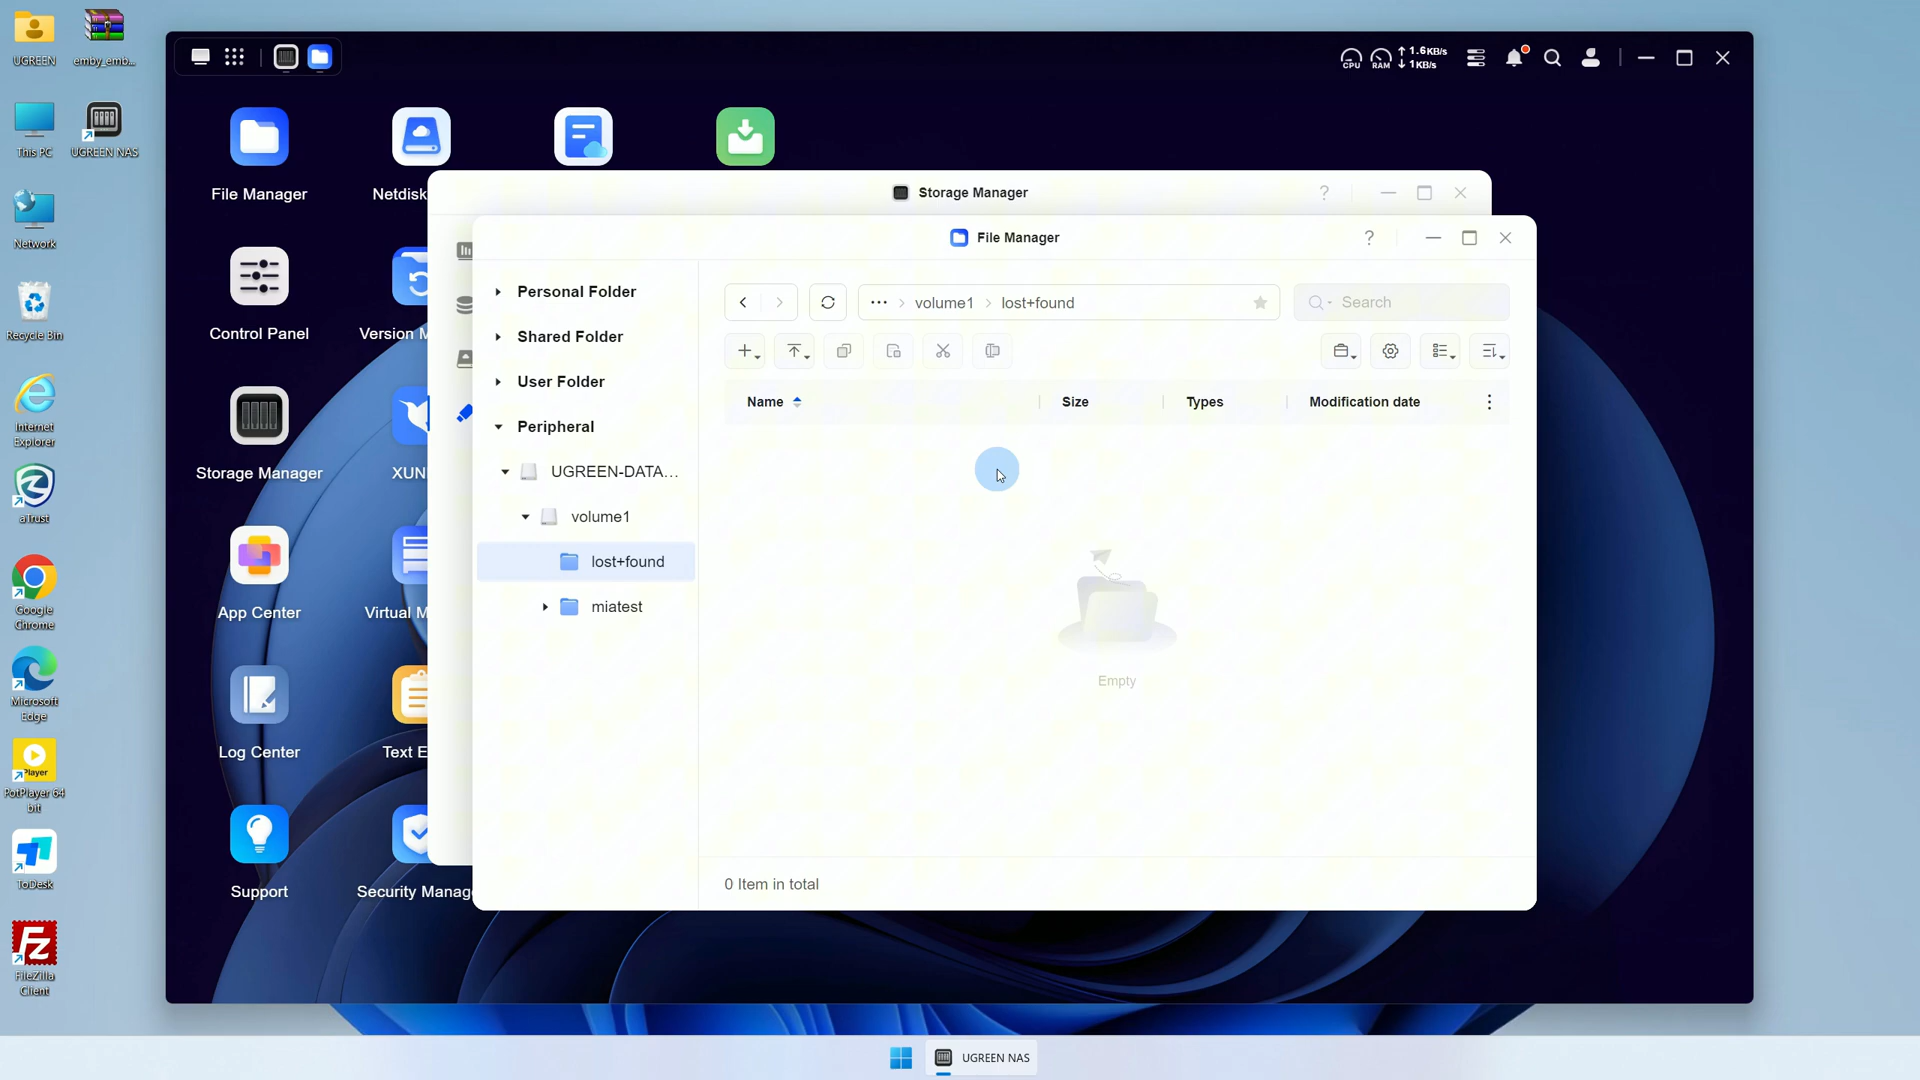 UGREEN
emby_emb...
This PC
UGREEN NAS
Network
Recycle Bin
Internet
Explorer
aTrust
Google
Chrome
Microsoft
Edge
Player
PotPlayer 64
bit
ToDesk
FileZilla
Client
CPU
RAM
1.6KB/s
1KB/s
File Manager
Netdisk
Control Panel
Version M
Storage Manager
XUN
App Center
Virtual M
Log Center
Text E
Support
Security Manag
Storage Manager
?
File Manager
?
Personal Folder
Shared Folder
User Folder
Peripheral
UGREEN-DATA...
volume1
lost+found
miatest
••• > volume1 > lost+found
Search
Name
Size
Types
Modification date
Empty
0 Item in total
UGREEN NAS